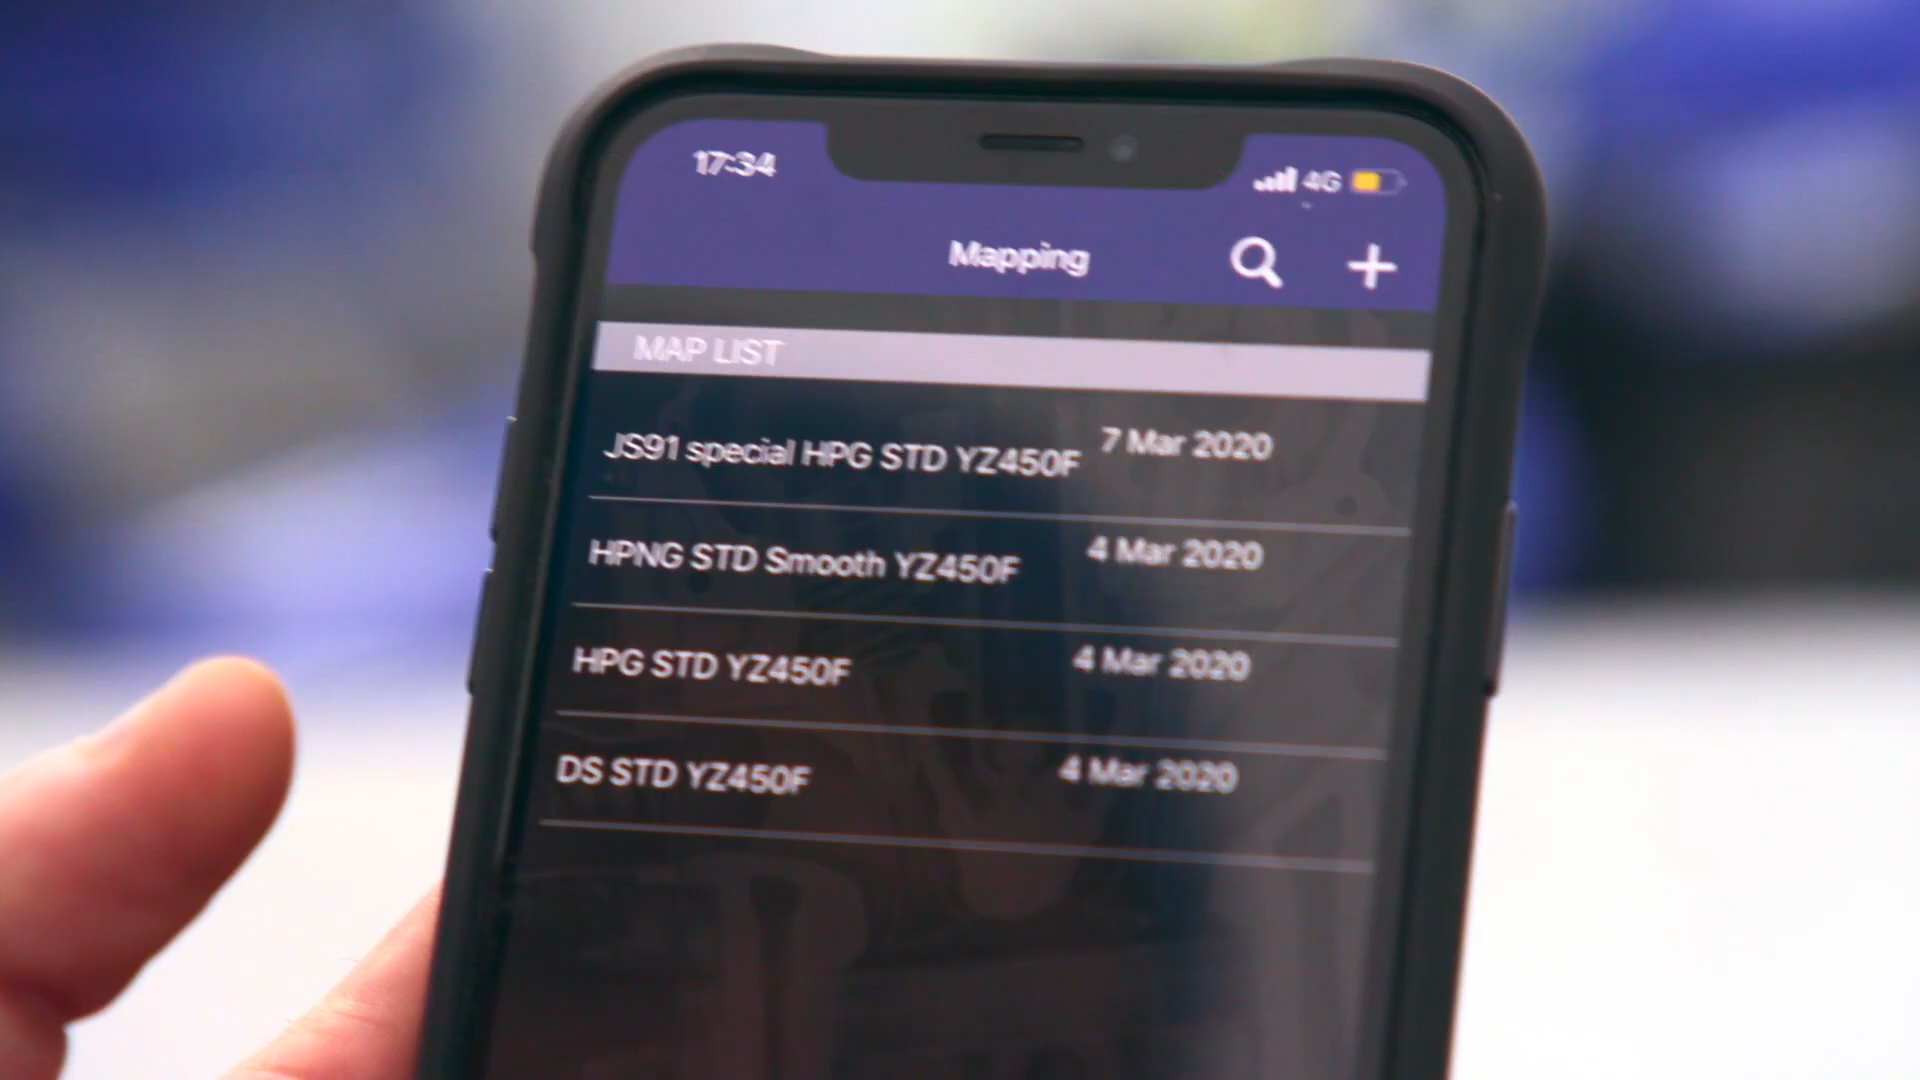 17:34
4G
Mapping
MAP LIST
JS91 special HPG STD YZ450F 7 Mar 2020
HPNG STD Smooth YZ450F 4 Mar 2020
HPG STD YZ450F 4 Mar 2020
DS STD YZ450F 4 Mar 2020